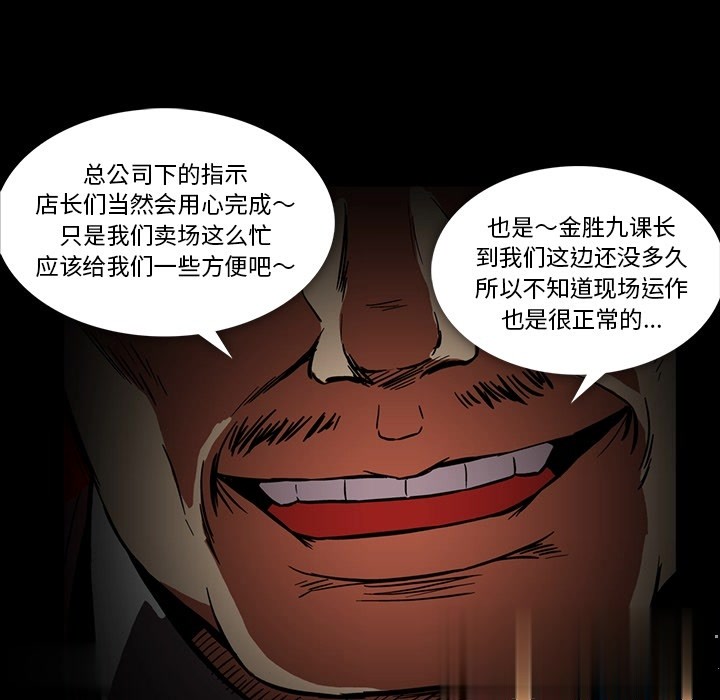 总公司下的指示
店长们当然会用心完成～
只是我们卖场这么忙
应该给我们一些方便吧～
也是～金胜九课长
到我们这边还没多久
所以不知道现场运作
也是很正常的...